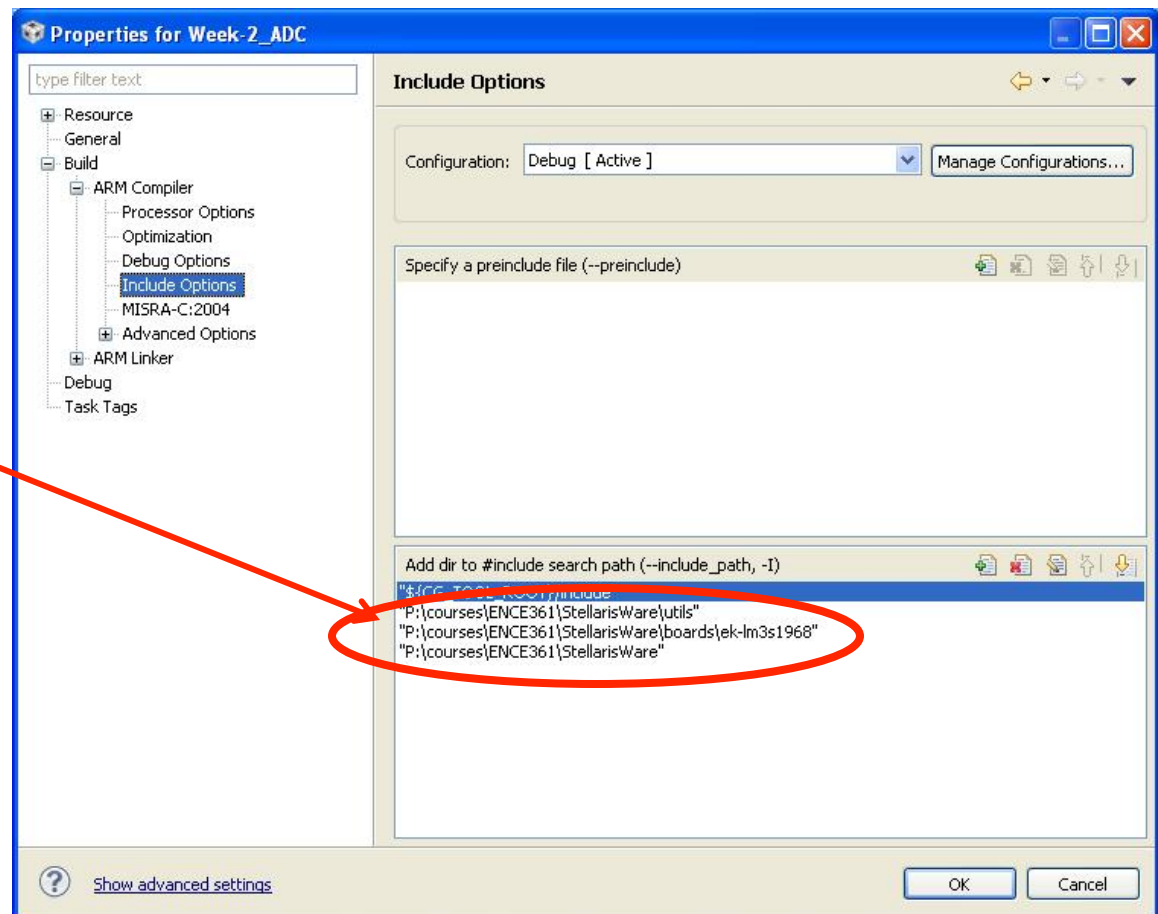 Properties for Week-2_ADC
type filter text
Resource
General
Build
ARM Compiler
Processor Options
Optimization
Debug Options
Include Options
MISRA-C:2004
Advanced Options
ARM Linker
Debug
Task Tags
Include Options
Configuration: Debug [ Active ] Manage Configurations...
Specify a preinclude file (--preinclude)
Add dir to #include search path (--include_path, -I)
"${CG_TOOL_ROOT}/include"
"P:\courses\ENCE361\StellarisWare\utils"
"P:\courses\ENCE361\StellarisWare\boards\ek-lm3s1968"
"P:\courses\ENCE361\StellarisWare"
Show advanced settings
OK Cancel